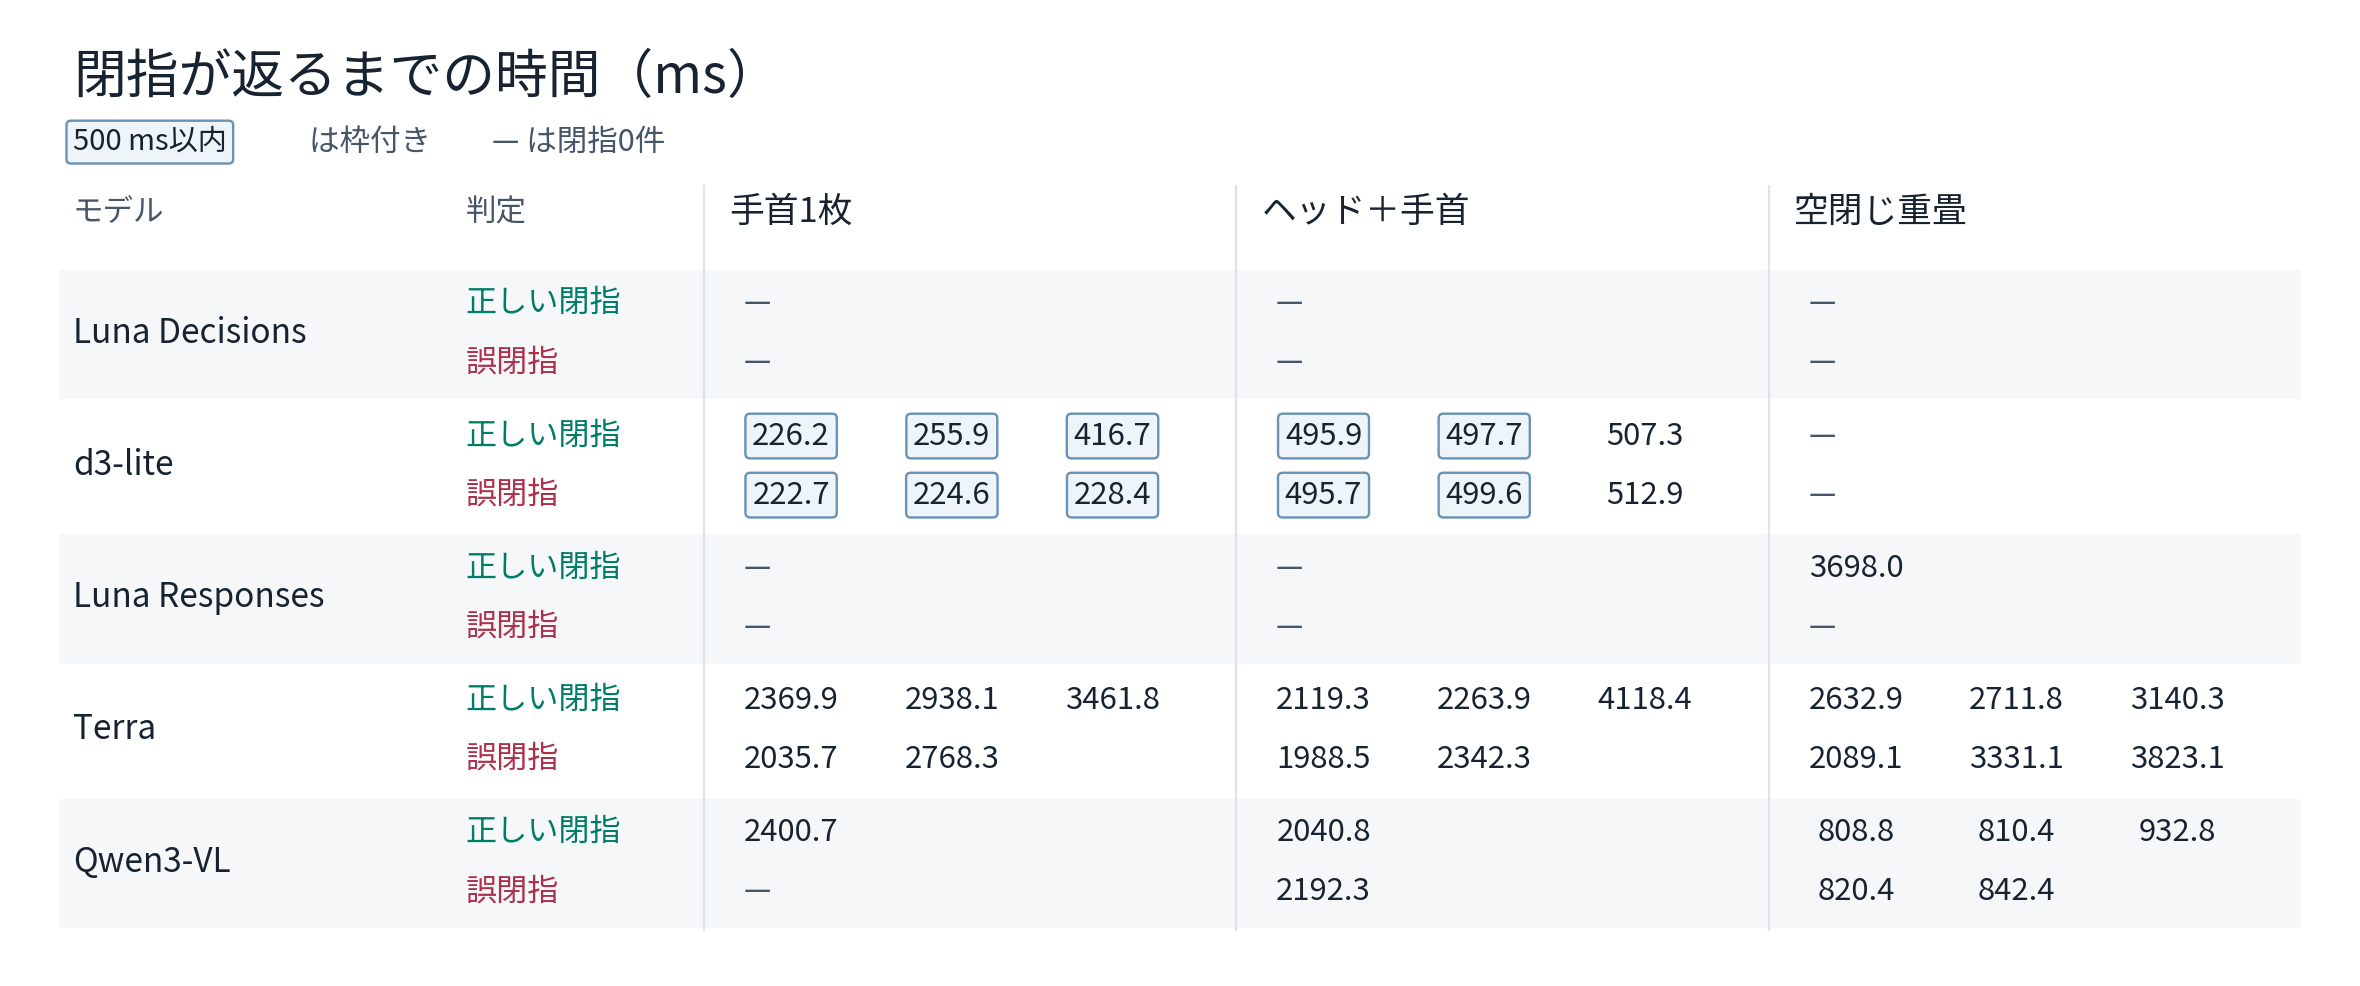 閉指が返るまでの時間（ms）
500 ms以内 は枠付き — は閉指0件
モデル 判定 手首1枚 ヘッド＋手首 空閉じ重畳
Luna Decisions
正しい閉指 — — —
誤閉指 — — —
d3-lite
正しい閉指 226.2 255.9 416.7 495.9 497.7 507.3 —
誤閉指 222.7 224.6 228.4 495.7 499.6 512.9 —
Luna Responses
正しい閉指 — — 3698.0
誤閉指 — — —
Terra
正しい閉指 2369.9 2938.1 3461.8 2119.3 2263.9 4118.4 2632.9 2711.8 3140.3
誤閉指 2035.7 2768.3 1988.5 2342.3 2089.1 3331.1 3823.1
Qwen3-VL
正しい閉指 2400.7 2040.8 808.8 810.4 932.8
誤閉指 — 2192.3 820.4 842.4